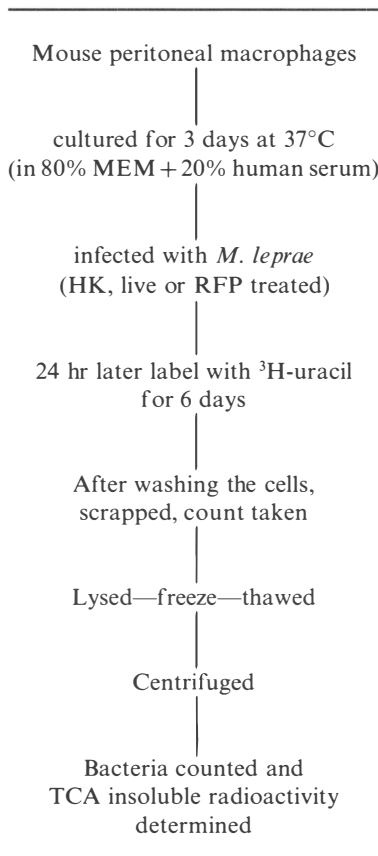 Mouse peritoneal macrophages
cultured for 3 days at 37°C
(in 80% MEM + 20% human serum)
infected with M. leprae
(HK, live or RFP treated)
24 hr later label with ³H-uracil
for 6 days
After washing the cells,
scrapped, count taken
Lysed—freeze—thawed
Centrifuged
Bacteria counted and
TCA insoluble radioactivity
determined